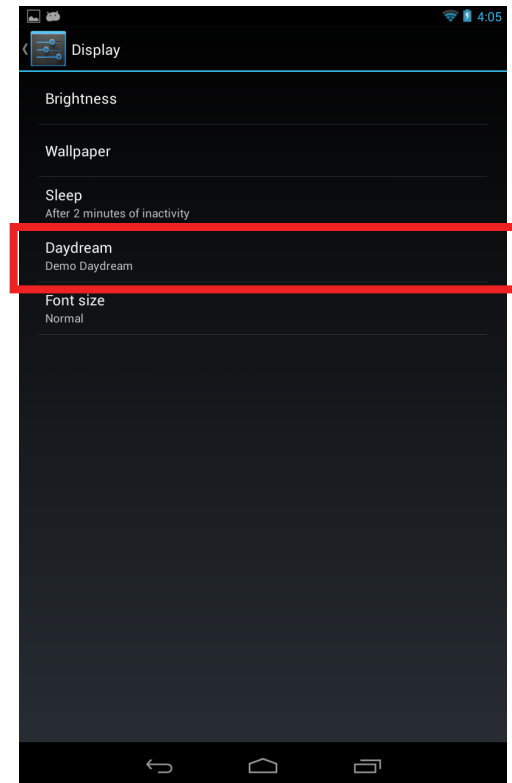 4:05
Display
Brightness
Wallpaper
Sleep
After 2 minutes of inactivity
Daydream
Demo Daydream
Font size
Normal